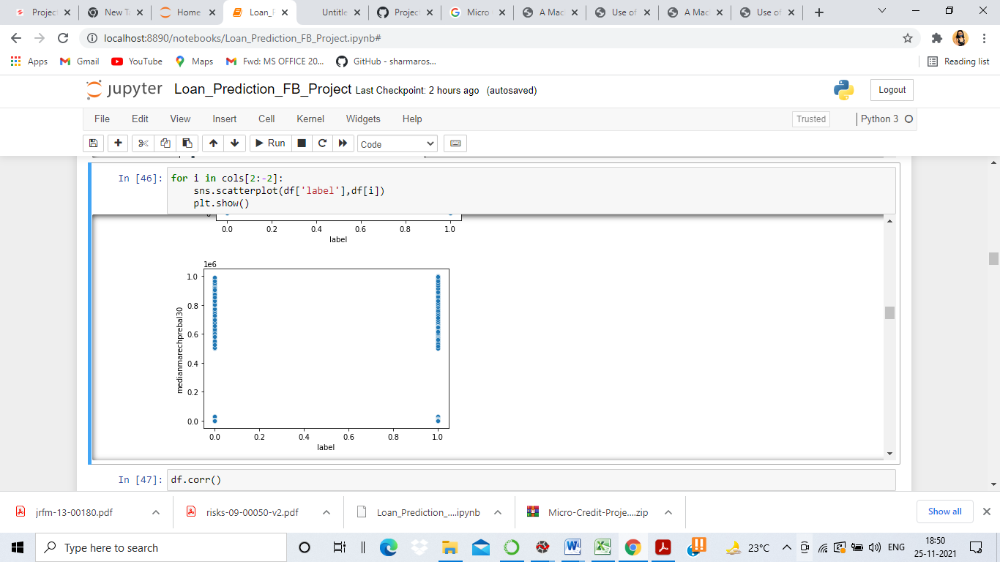 Project
New Ta
Home
Loan_F
Untitle
Project
Micro
A Mac
Use of
A Mac
Use of
localhost:8890/notebooks/Loan_Prediction_FB_Project.ipynb#
Apps
Gmail
YouTube
Maps
Fwd: MS OFFICE 20...
GitHub - sharmaros...
Reading list
jupyter Loan_Prediction_FB_Project Last Checkpoint: 2 hours ago (autosaved)
Logout
File Edit View Insert Cell Kernel Widgets Help
Trusted
Python 3
Run
Code
In [46]: for i in cols[2:-2]:
sns.scatterplot(df['label'],df[i])
plt.show()
0.0 0.2 0.4 0.6 0.8 1.0
label
1e6
1.0
0.8
0.6
0.4
0.2
0.0
medianmarechprebal30
0.0 0.2 0.4 0.6 0.8 1.0
label
In [47]: df.corr()
jrfm-13-00180.pdf
risks-09-00050-v2.pdf
Loan_Prediction_....ipynb
Micro-Credit-Proje....zip
Show all
Type here to search
23°C
ENG
18:50
25-11-2021